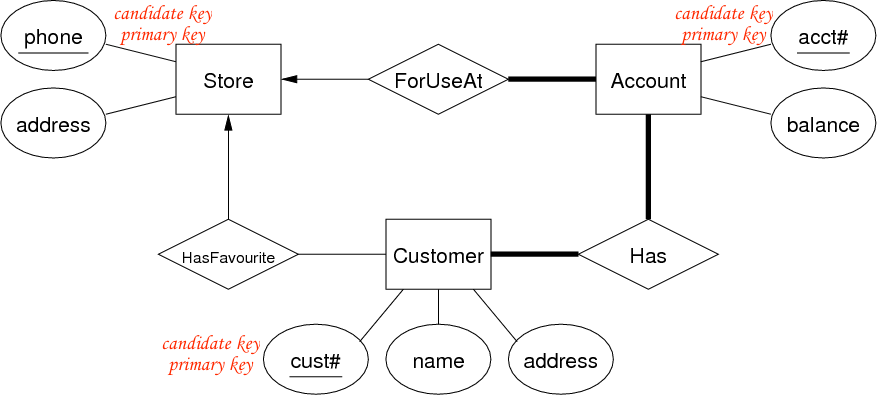 candidate key
primary key
candidate key
primary key
phone
acct#
Store
ForUseAt
Account
address
balance
HasFavourite
Customer
Has
candidate key
primary key
cust#
name
address